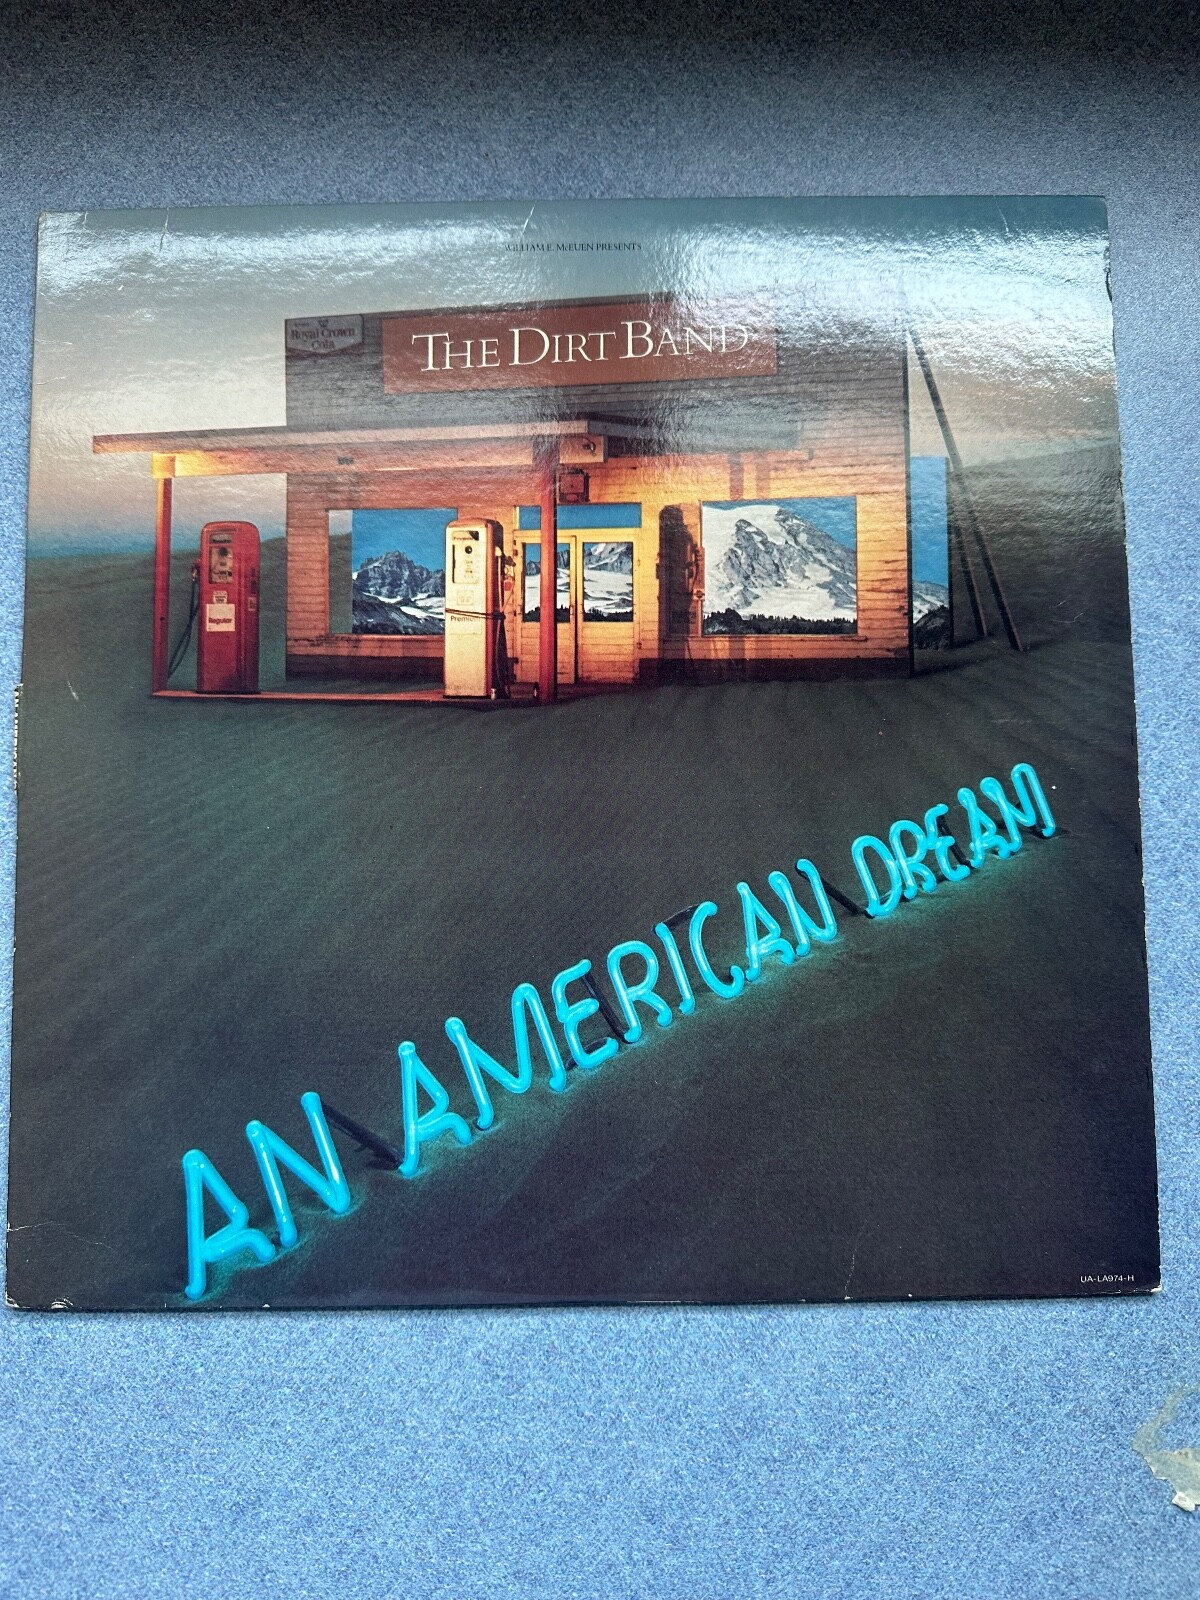 WILLIAM E. McEUEN PRESENTS
Royal Crown
Cola
THE DIRT BAND
Regular
Premium
AN AMERICAN DREAM
UA-LA974-H